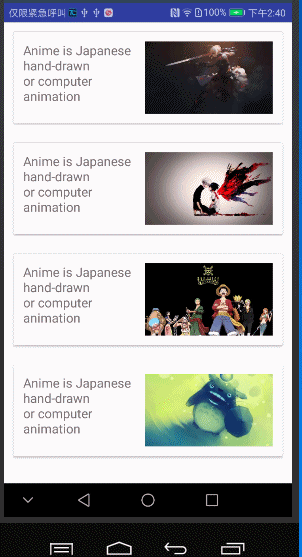 仅限紧急呼叫 100% 下午2:40
Anime is Japanese
hand-drawn
or computer
animation
Anime is Japanese
hand-drawn
or computer
animation
Anime is Japanese
hand-drawn
or computer
animation
Anime is Japanese
hand-drawn
or computer
animation